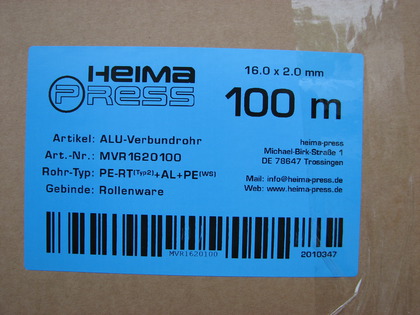 HEIMA
PRESS
16.0 x 2.0 mm
100 m
Artikel: ALU-Verbundrohr
Art.-Nr.: MVR1620100
Rohr-Typ: PE-RT(Typ2)+AL+PE(WS)
Gebinde: Rollenware
heima-press
Michael-Birk-Straße 1
DE 78647 Trossingen
Mail: info@heima-press.de
Web: www.heima-press.de
MVR1620100
2010347